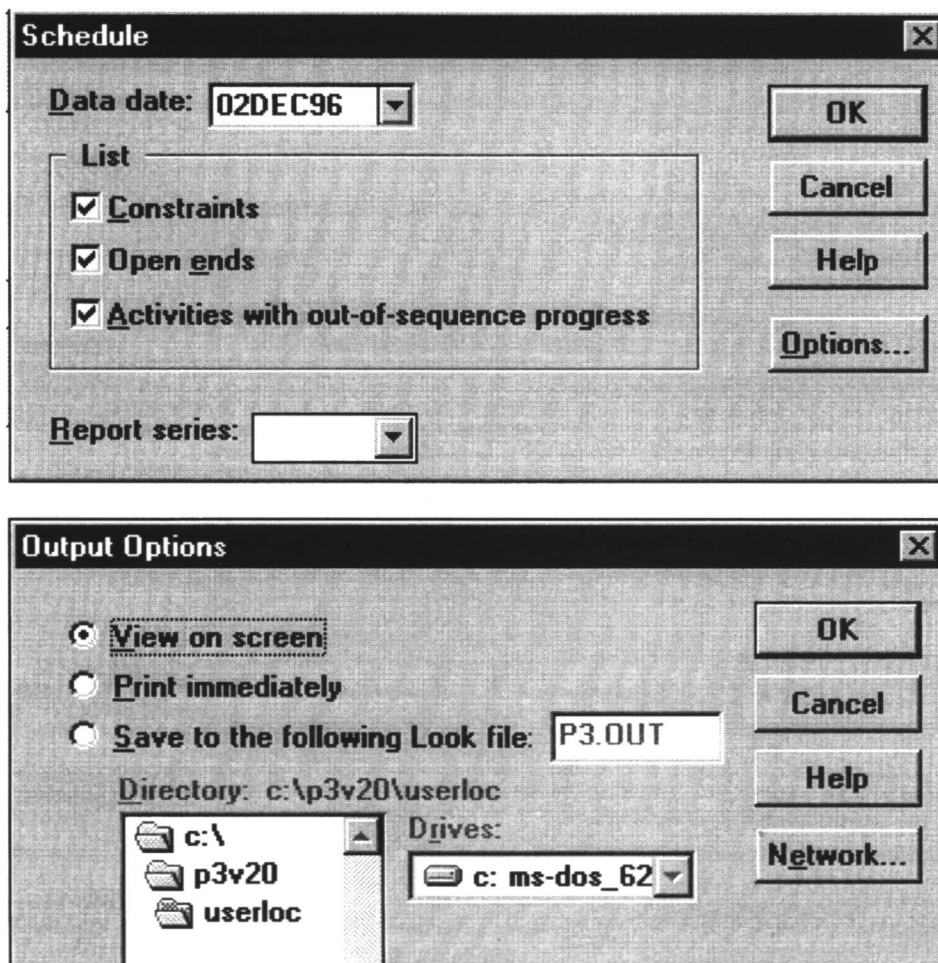 Schedule
Data date: 02DEC96
OK
List
Constraints
Cancel
Open ends
Help
Activities with out-of-sequence progress
Options...
Report series:
Output Options
View on screen
OK
Print immediately
Cancel
Save to the following Look file: P3.OUT
Directory: c:\p3v20\userloc
Help
c:\
Drives:
p3v20
c: ms-dos_62
Network...
userloc